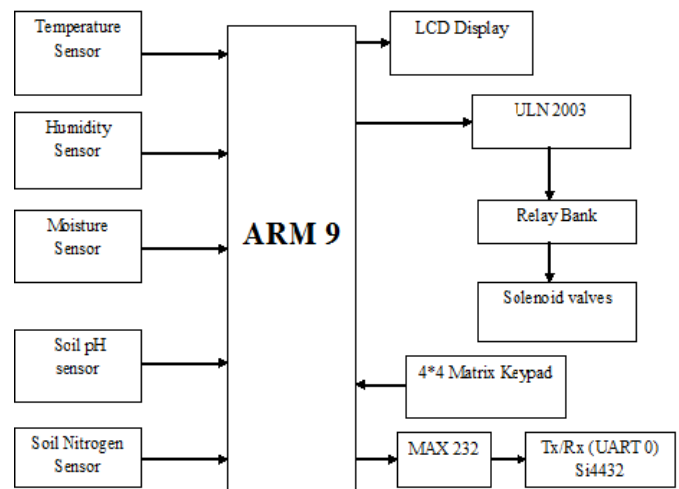 Temperature
Sensor
Humidity
Sensor
Moisture
Sensor
Soil pH
sensor
Soil Nitrogen
Sensor
ARM 9
LCD Display
ULN 2003
Relay Bank
Solenoid valves
4*4 Matrix Keypad
MAX 232
Tx/Rx (UART 0)
Si4432